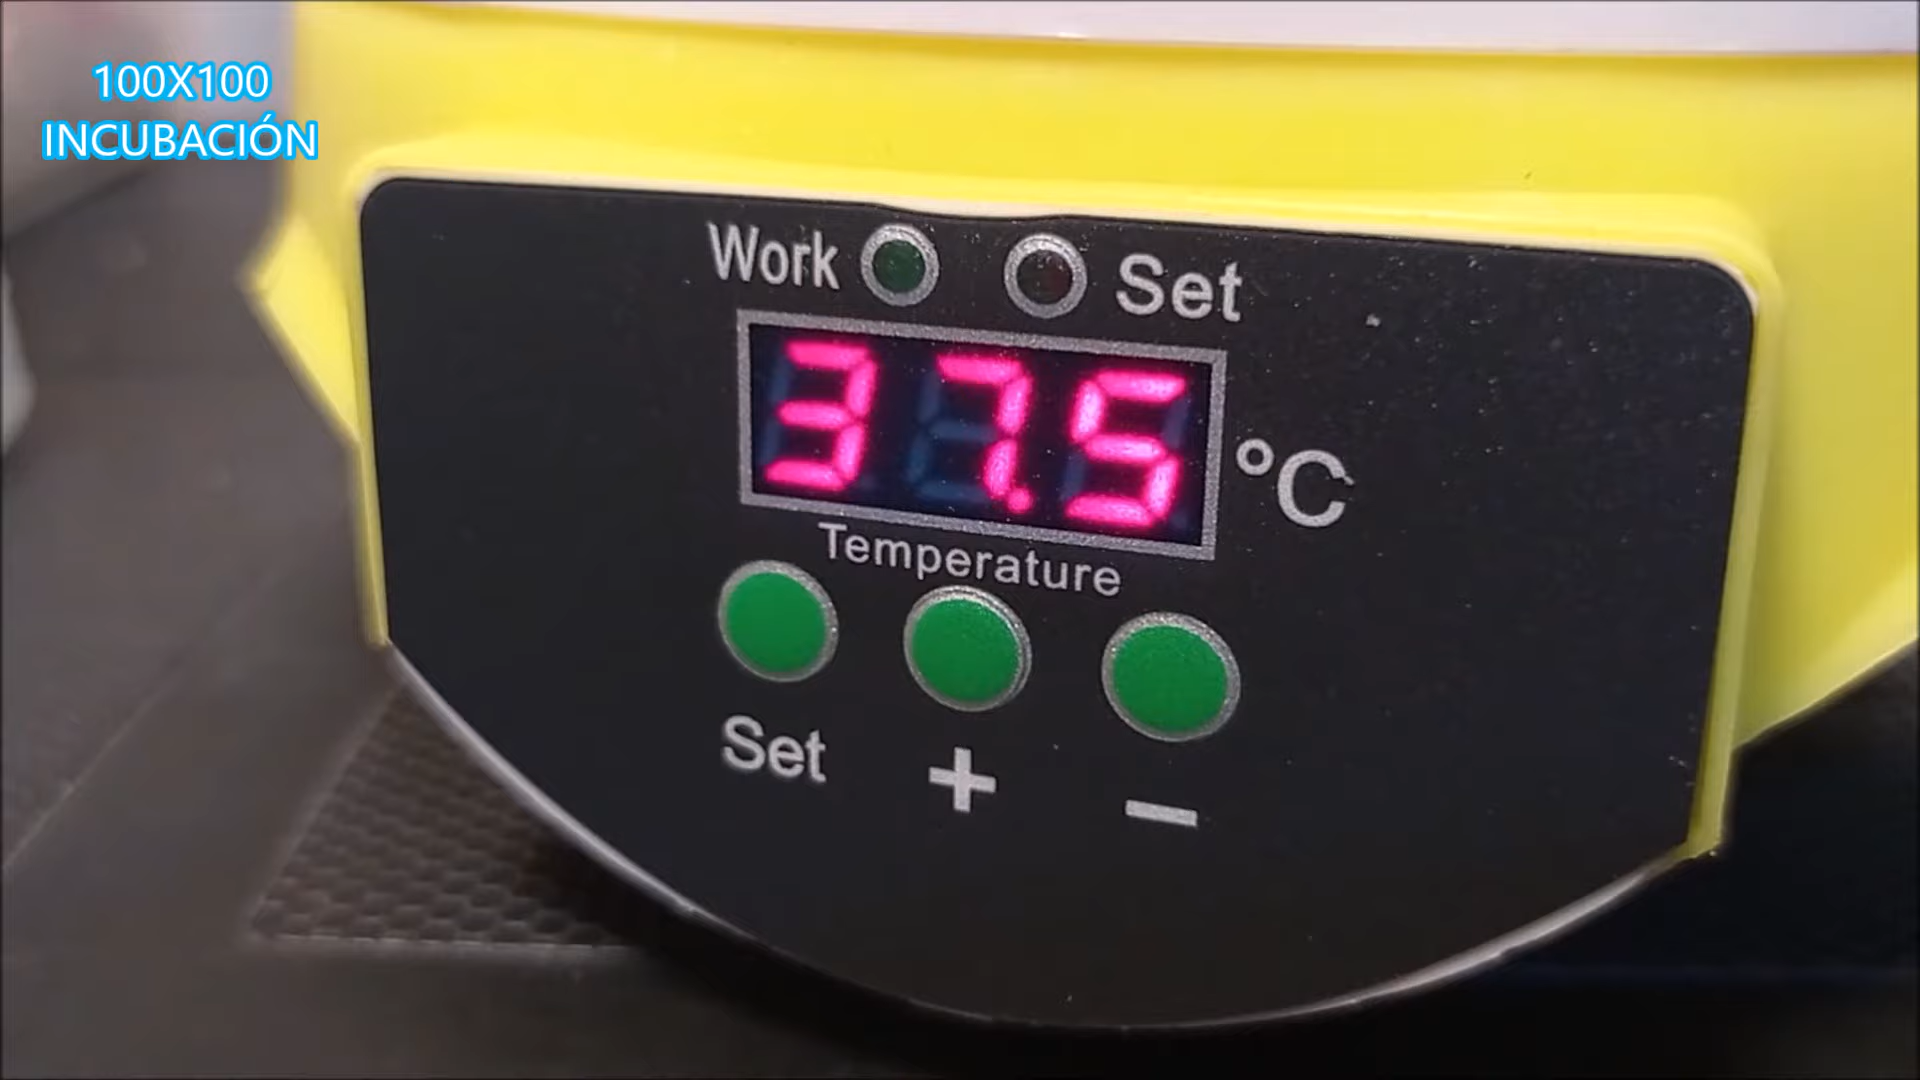 100X100
INCUBACIÓN
Work Set
37.5 °C
Temperature
Set + −